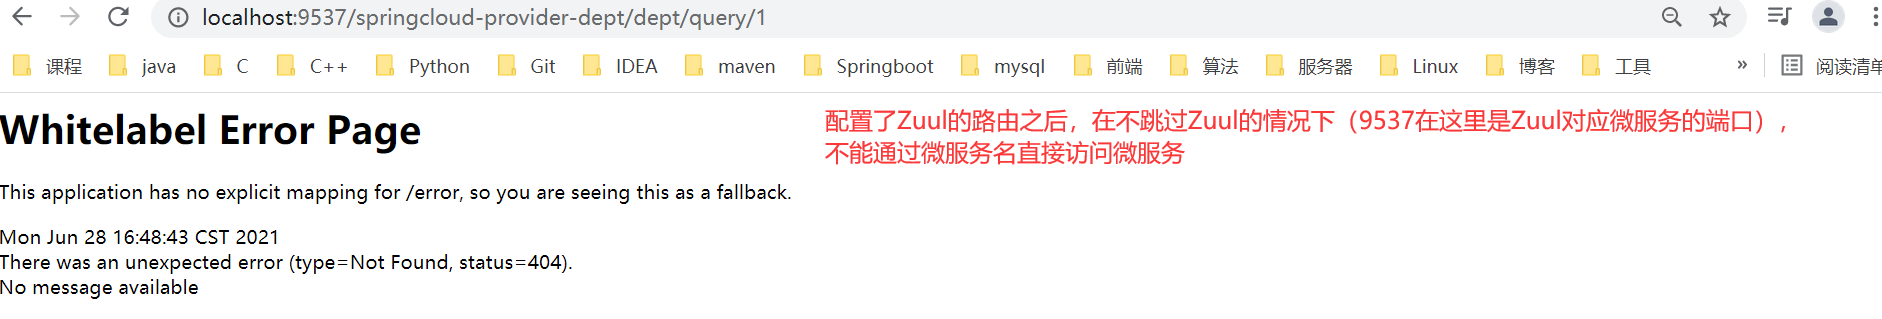 localhost:9537/springcloud-provider-dept/dept/query/1
课程 java C C++ Python Git IDEA maven Springboot mysql 前端 算法 服务器 Linux 博客 工具 » 阅读清单
Whitelabel Error Page
配置了Zuul的路由之后，在不跳过Zuul的情况下（9537在这里是Zuul对应微服务的端口），
不能通过微服务名直接访问微服务
This application has no explicit mapping for /error, so you are seeing this as a fallback.
Mon Jun 28 16:48:43 CST 2021
There was an unexpected error (type=Not Found, status=404).
No message available